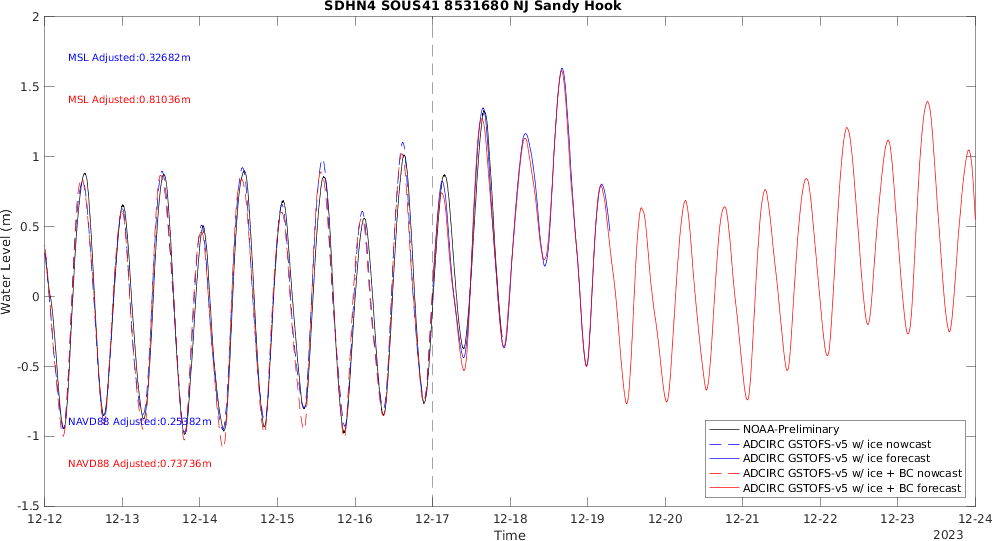 SDHN4 SOUS41 8531680 NJ Sandy Hook
2
1.5
1
0.5
0
-0.5
-1
-1.5
Water Level (m)
MSL Adjusted:0.32682m
MSL Adjusted:0.81036m
NAVD88 Adjusted:0.25382m
NAVD88 Adjusted:0.73736m
NOAA-Preliminary
ADCIRC GSTOFS-v5 w/ ice nowcast
ADCIRC GSTOFS-v5 w/ ice forecast
ADCIRC GSTOFS-v5 w/ ice + BC nowcast
ADCIRC GSTOFS-v5 w/ ice + BC forecast
12-12 12-13 12-14 12-15 12-16 12-17 12-18 12-19 12-20 12-21 12-22 12-23 12-24
Time
2023